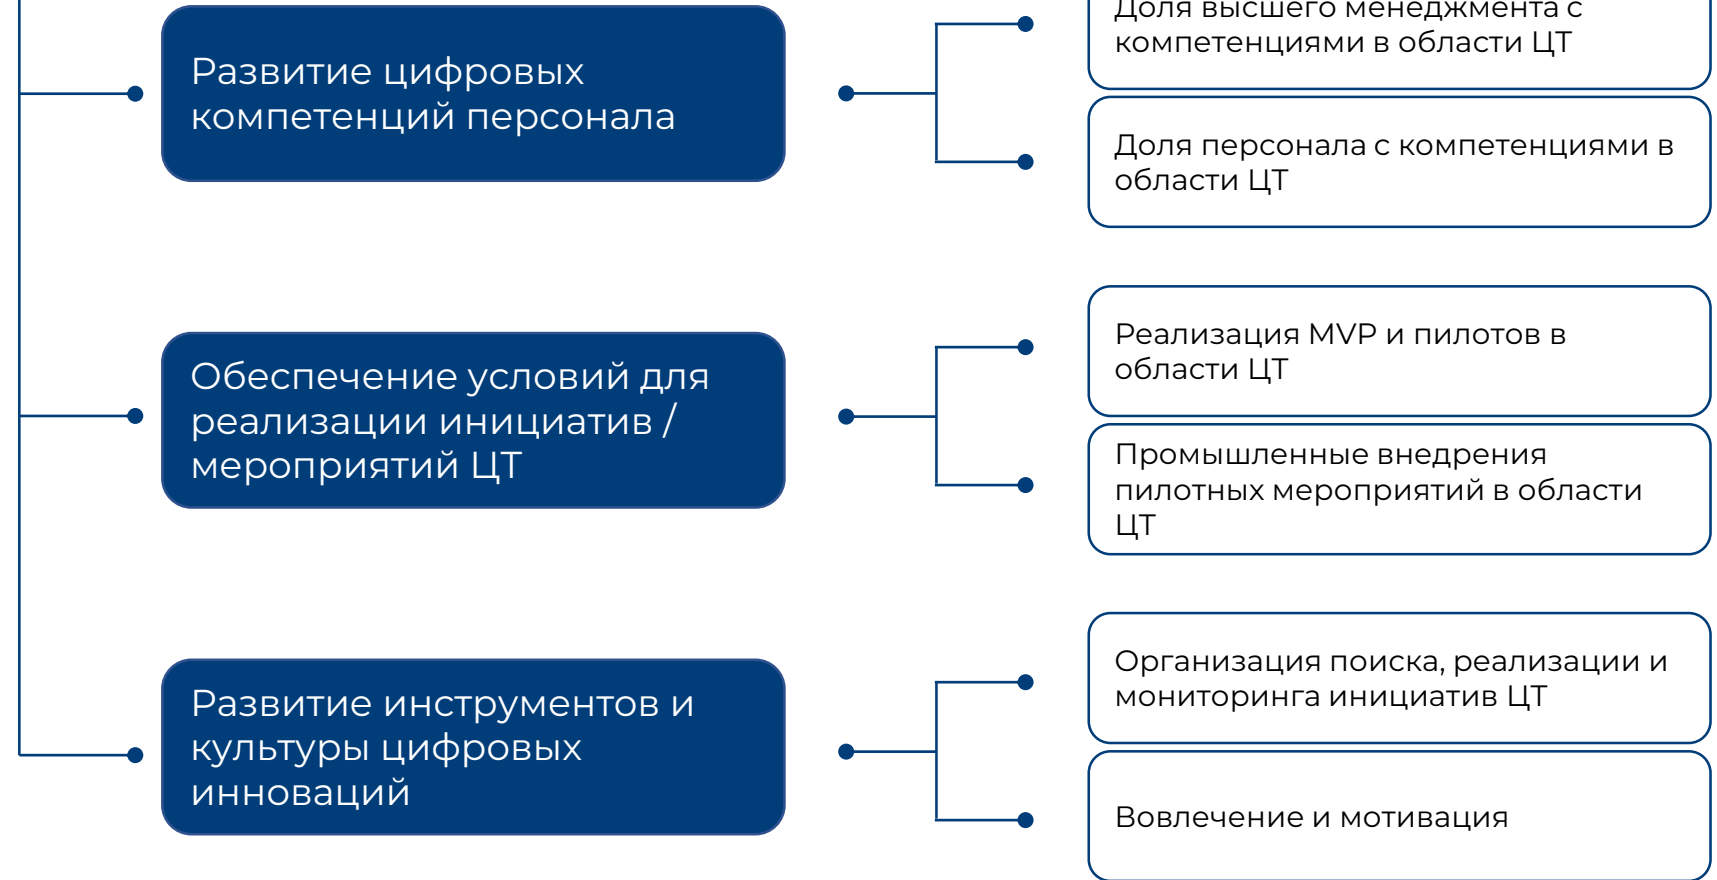 Доля высшего менеджмента с
компетенциями в области ЦТ
Развитие цифровых
компетенций персонала
Доля персонала с компетенциями в
области ЦТ
Реализация MVP и пилотов в
области ЦТ
Обеспечение условий для
реализации инициатив /
мероприятий ЦТ
Промышленные внедрения
пилотных мероприятий в области
ЦТ
Организация поиска, реализации и
мониторинга инициатив ЦТ
Развитие инструментов и
культуры цифровых
инноваций
Вовлечение и мотивация